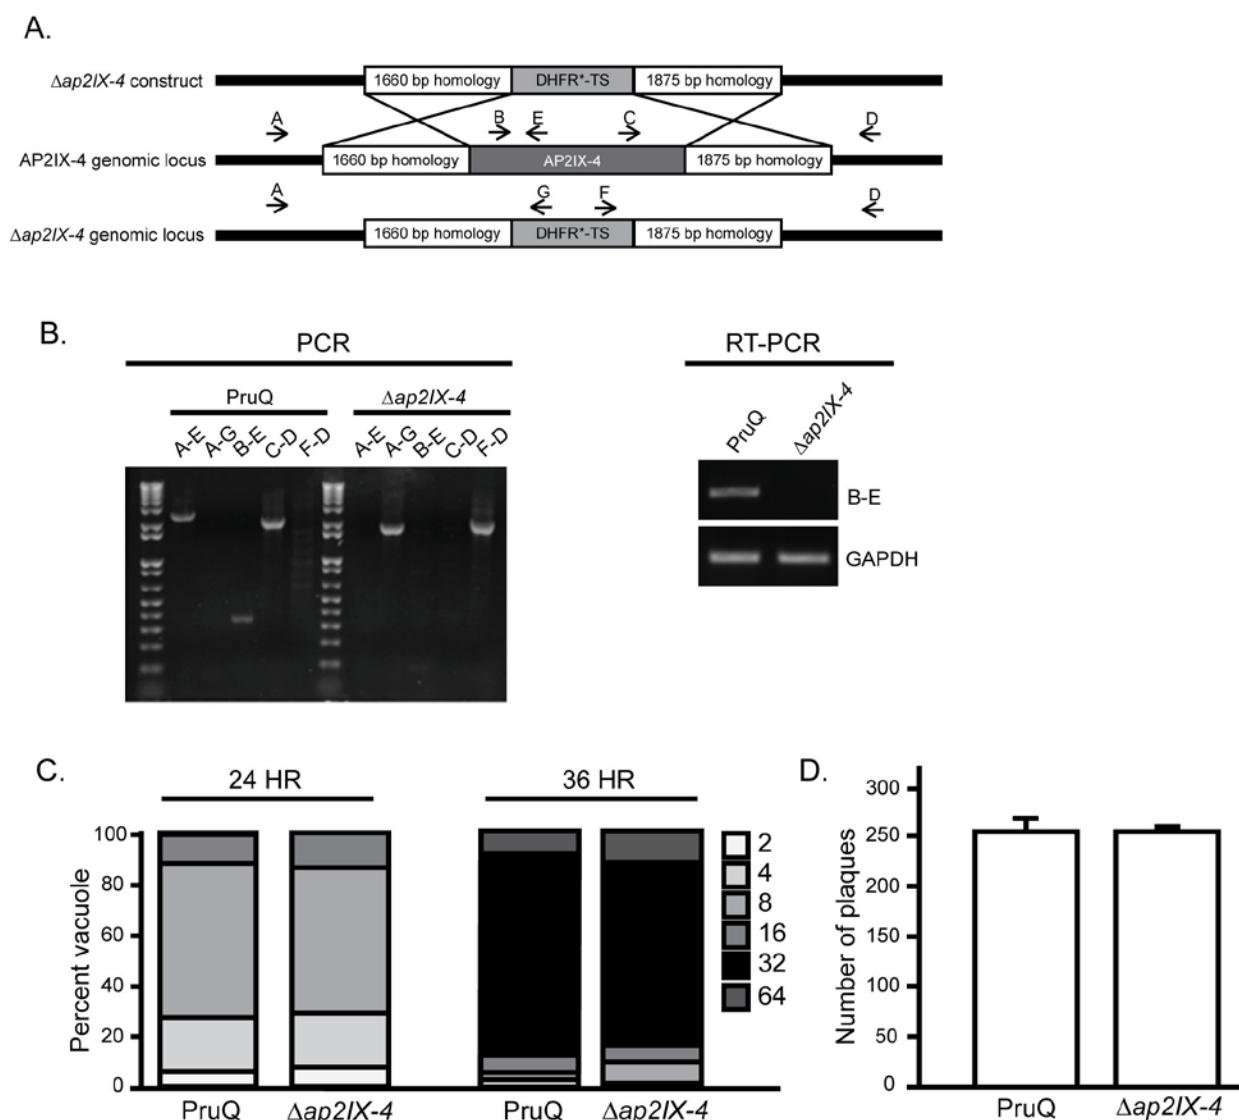 A.
Δap2IX-4 construct
1660 bp homology DHFR*-TS 1875 bp homology
A B E C D
AP2IX-4 genomic locus
1660 bp homology AP2IX-4 1875 bp homology
A G F D
Δap2IX-4 genomic locus
1660 bp homology DHFR*-TS 1875 bp homology
B.
PCR
PruQ Δap2IX-4
A-E A-G B-E C-D F-D A-E A-G B-E C-D F-D
RT-PCR
PruQ Δap2IX-4
B-E
GAPDH
C.
24 HR 36 HR
Percent vacuole
100
80
60
40
20
0
PruQ Δap2IX-4 PruQ Δap2IX-4
2
4
8
16
32
64
D.
Number of plaques
300
250
200
150
100
50
0
PruQ Δap2IX-4